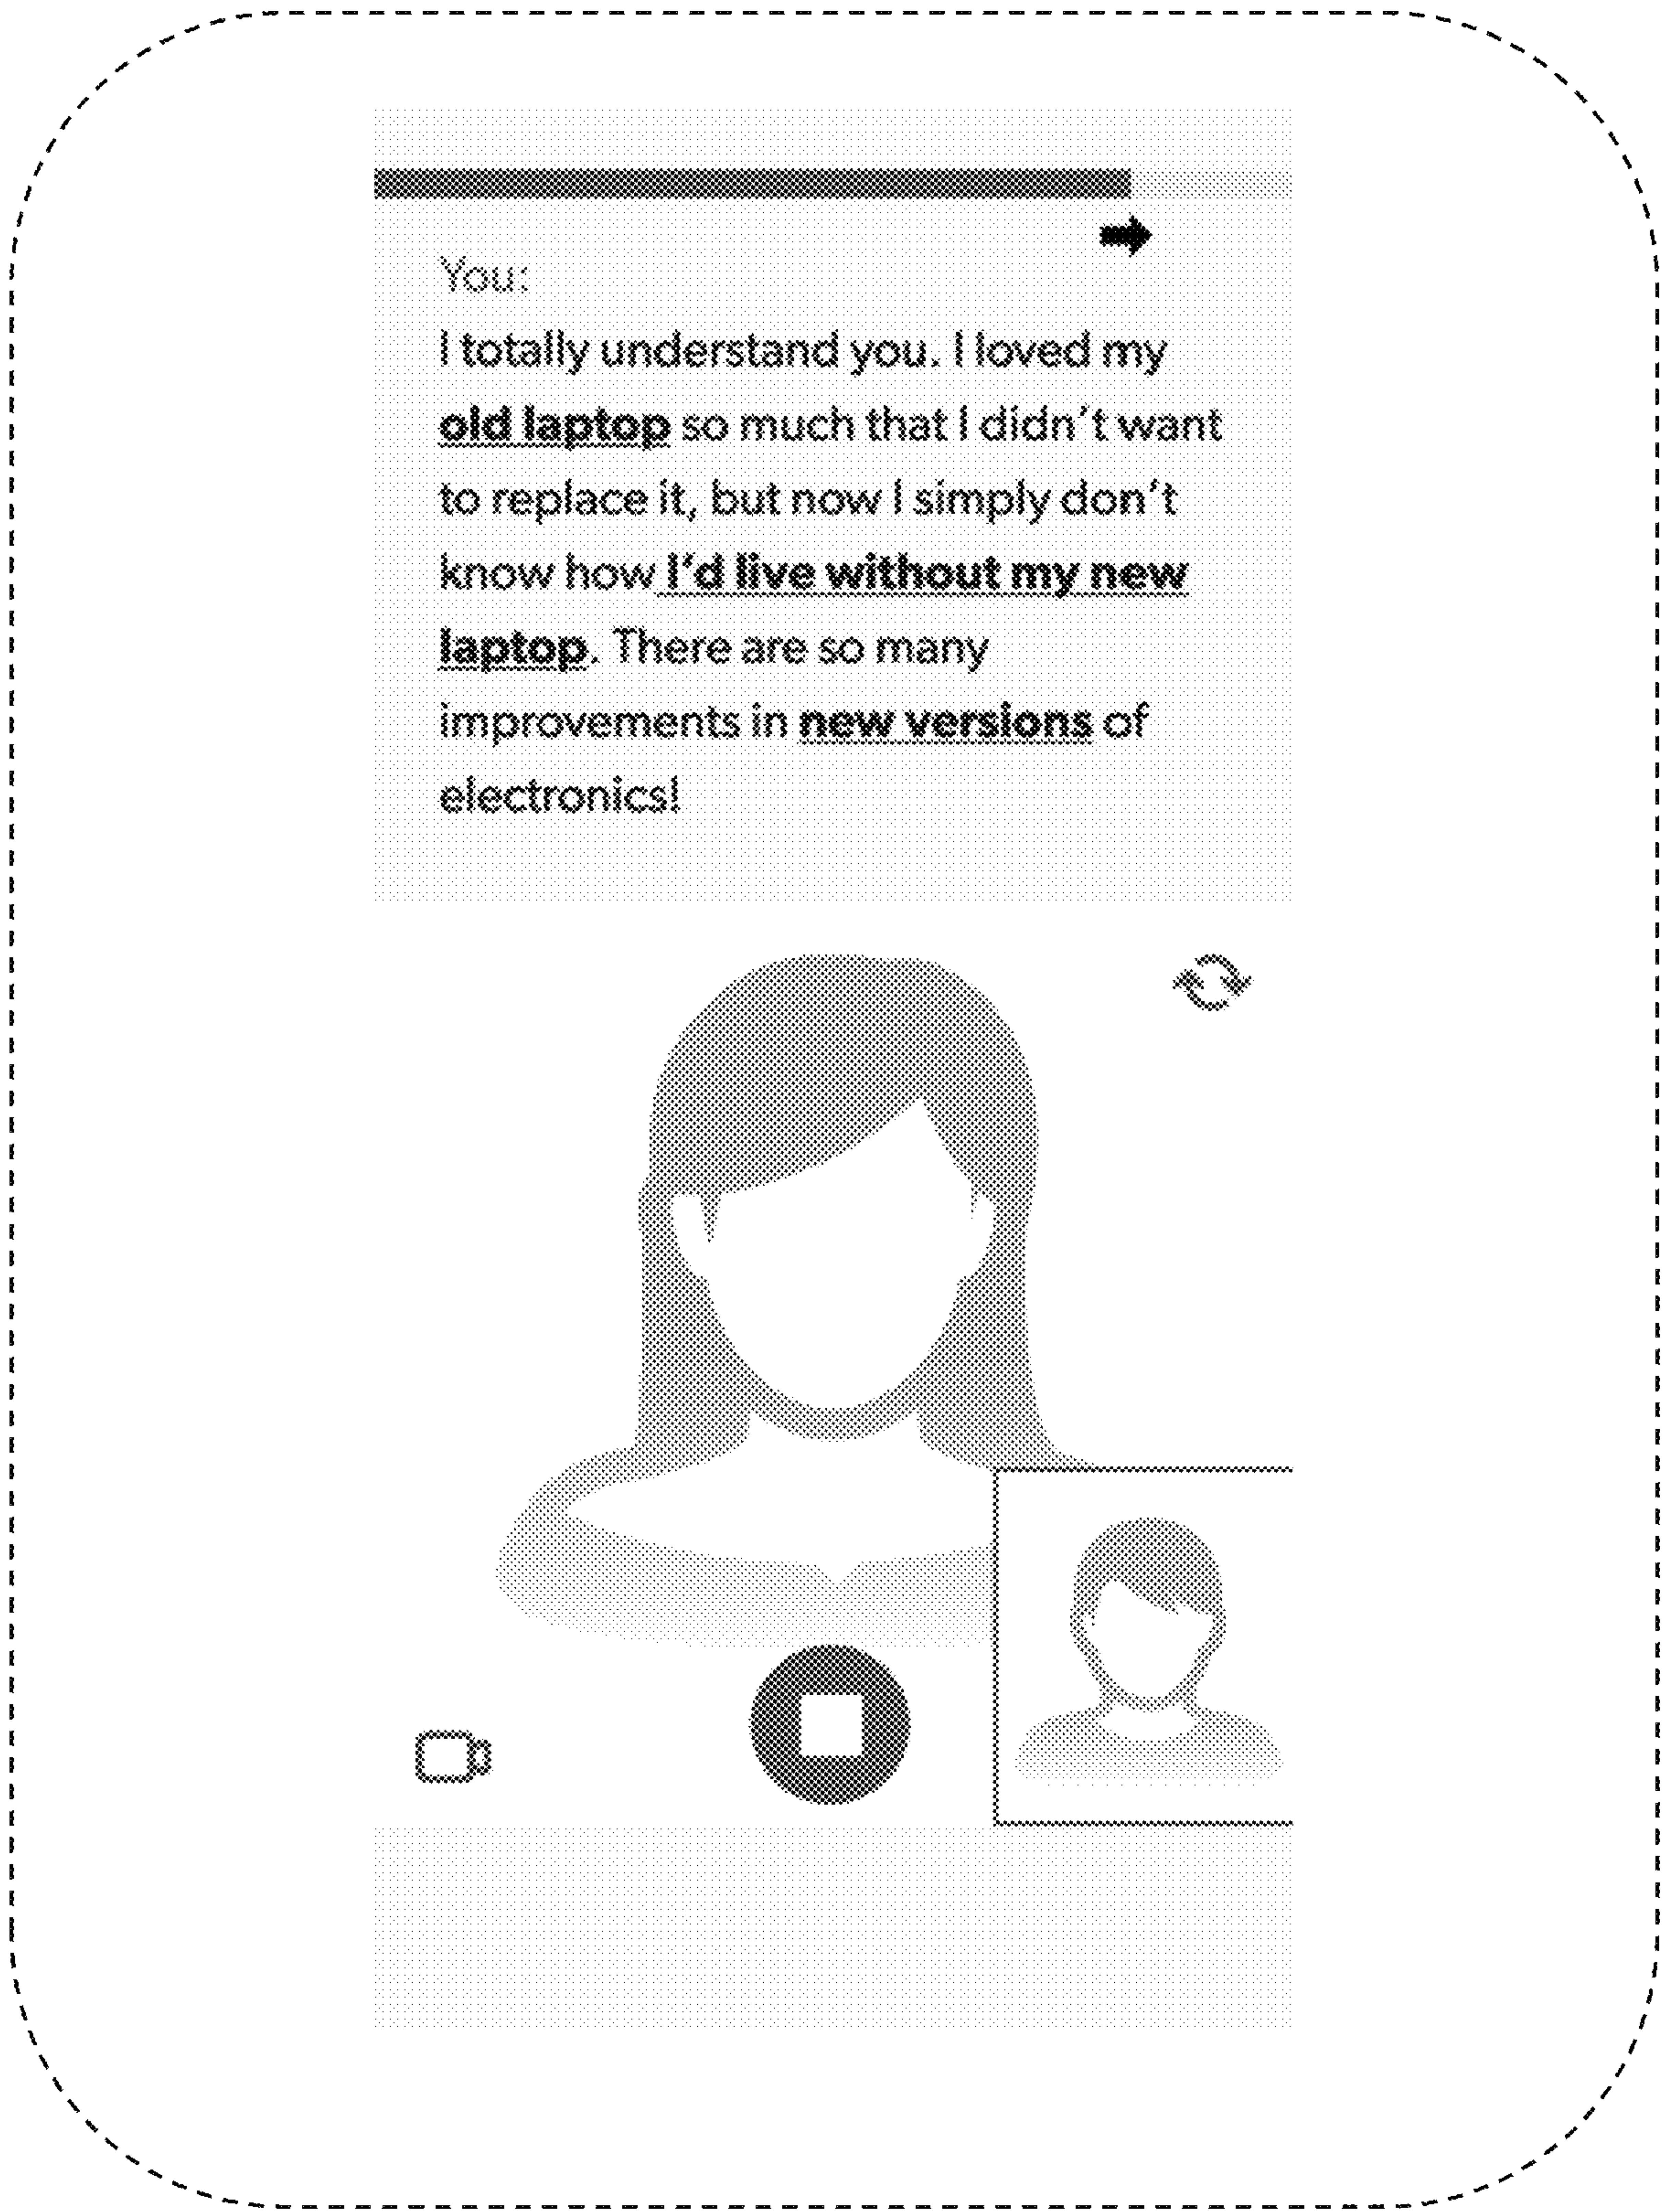 You:
I totally understand you. I loved my
old laptop so much that I didn't want
to replace it, but now I simply don't
know how I'd live without my new
laptop. There are so many
improvements in new versions of
electronics!